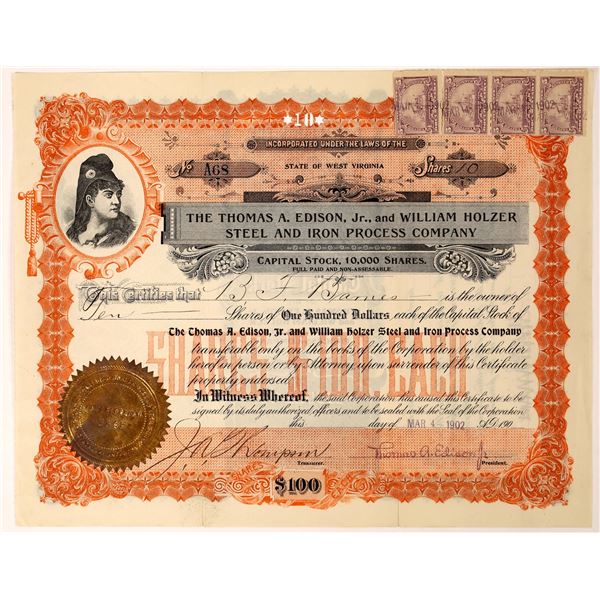 *10*
INCORPORATED UNDER THE LAWS OF THE
STATE OF WEST VIRGINIA
No A68
Shares 10
THE THOMAS A. EDISON, Jr., AND WILLIAM HOLZER
STEEL AND IRON PROCESS COMPANY
CAPITAL STOCK, 10,000 SHARES.
FULL PAID AND NON-ASSESSABLE.
This Certifies that B F Barnes is the owner of
Ten Shares of One Hundred Dollars each of the Capital Stock of
The Thomas A. Edison, Jr. and William Holzer Steel and Iron Process Company
transferable only on the books of the Corporation by the holder
hereof in person or by Attorney upon surrender of this Certificate
properly endorsed.
In Witness Whereof, the said Corporation has caused this certificate to be
signed by its duly authorized officers and to be sealed with the Seal of the Corporation
this day of MAR 4 - 1902 A.D. 190
Thomas A. Edison Jr
Treasurer. President.
SHARES $100 EACH
SHARES
$100
EACH